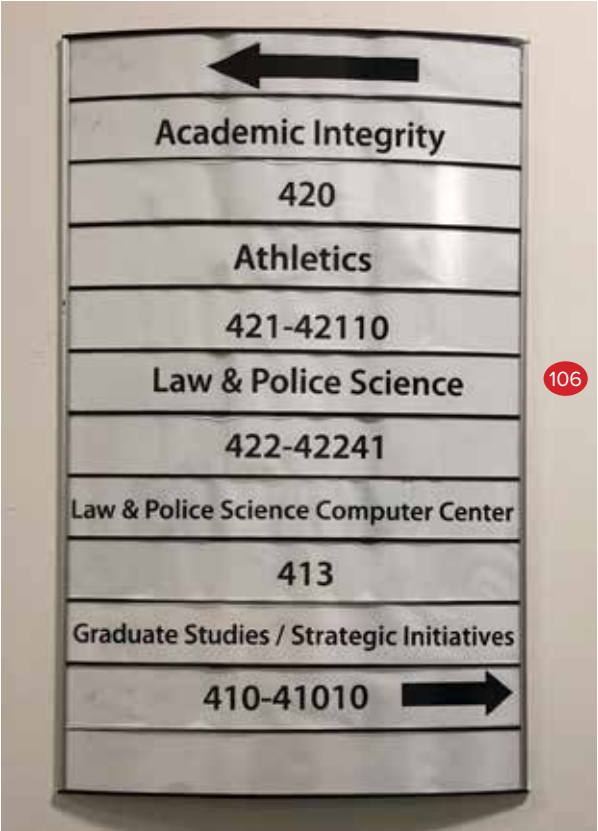 Academic Integrity
420
Athletics
421-42110
Law & Police Science
106
422-42241
Law & Police Science Computer Center
413
Graduate Studies / Strategic Initiatives
410-41010